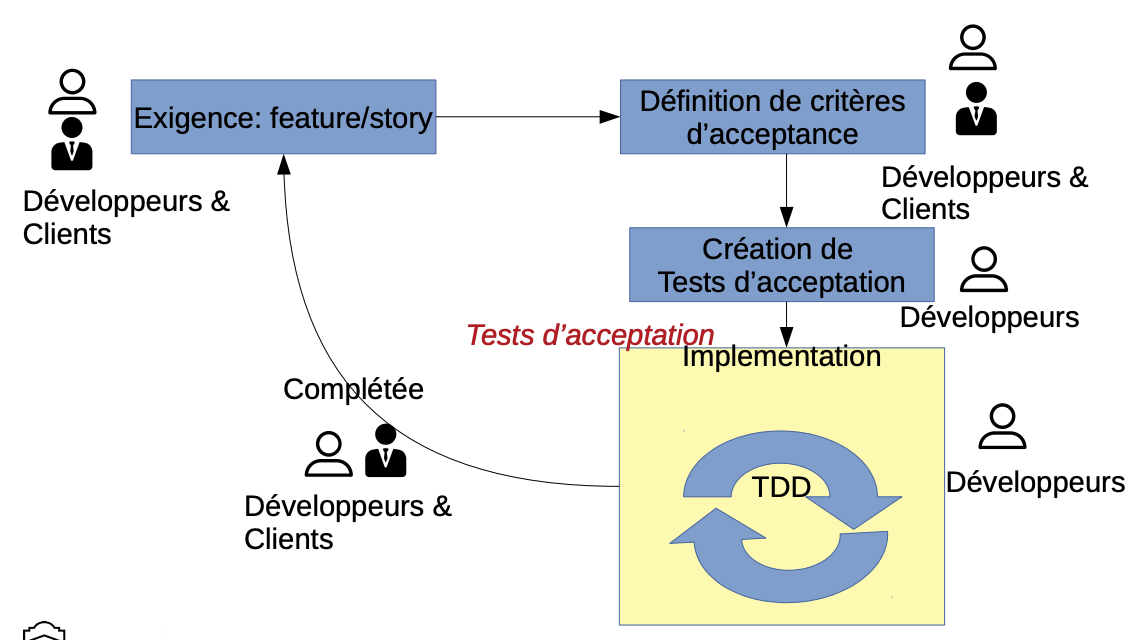 Exigence: feature/story
Définition de critères
d’acceptance
Développeurs &
Clients
Développeurs &
Clients
Création de
Tests d’acceptation
Développeurs
Tests d’acceptation
Implementation
Complétée
TDD
Développeurs
Développeurs &
Clients